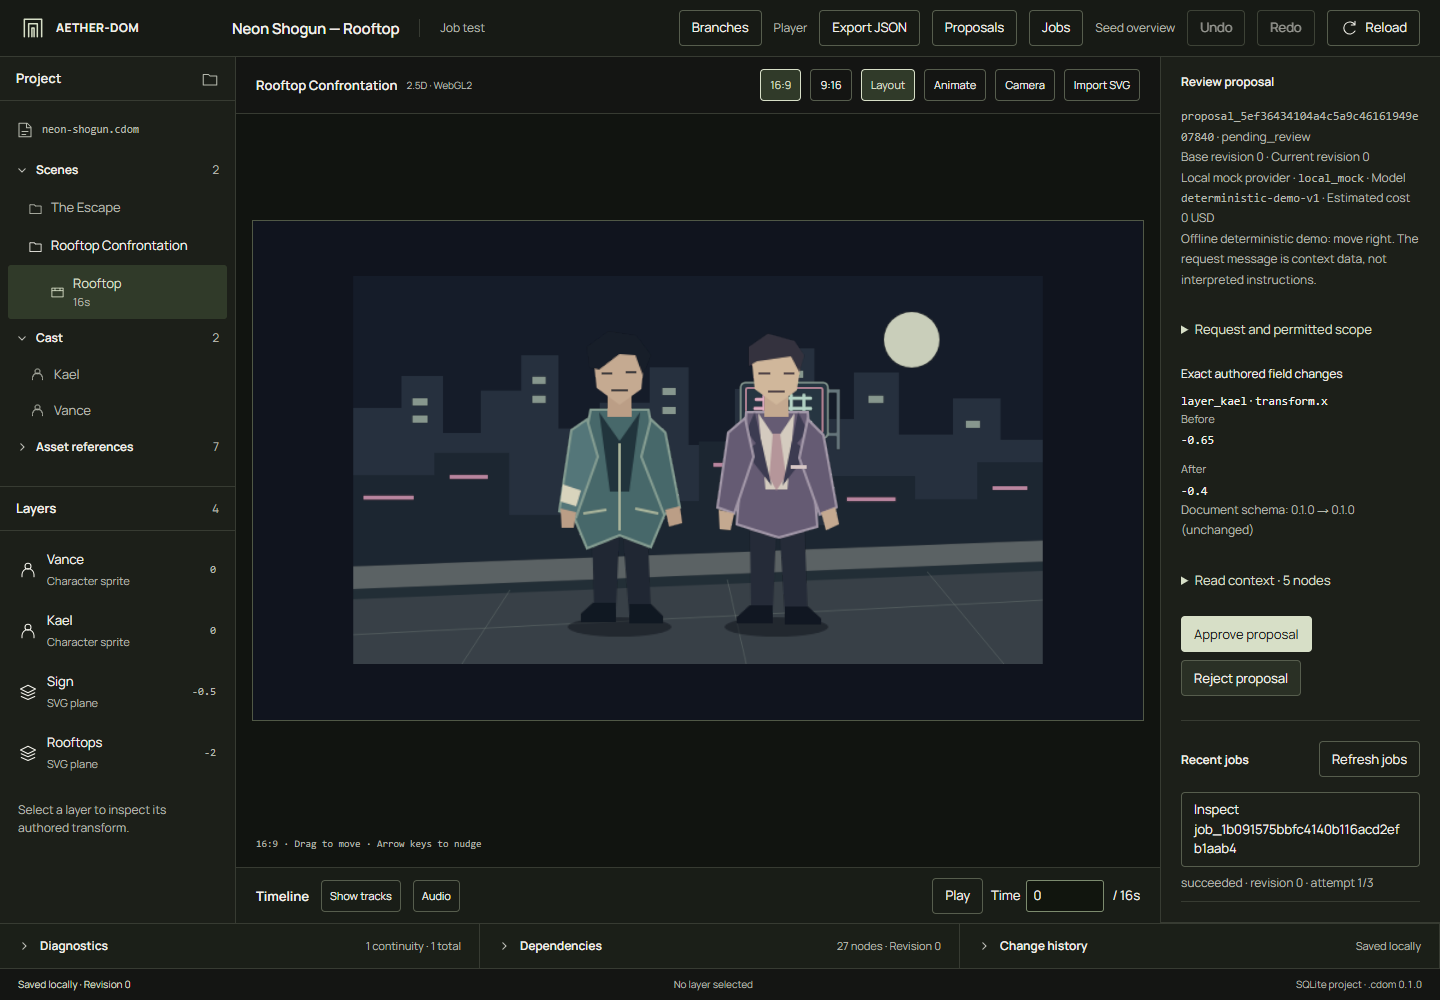 AETHER-DOM
Neon Shogun — Rooftop
Job test
Branches
Player
Export JSON
Proposals
Jobs
Seed overview
Undo
Redo
Reload
Project
neon-shogun.cdom
Scenes
2
The Escape
Rooftop Confrontation
Rooftop
16s
Cast
2
Kael
Vance
Asset references
7
Layers
4
Vance
Character sprite
0
Kael
Character sprite
0
Sign
SVG plane
-0.5
Rooftops
SVG plane
-2
Select a layer to inspect its
authored transform.
Rooftop Confrontation
2.5D · WebGL2
16:9
9:16
Layout
Animate
Camera
Import SVG
16:9 · Drag to move · Arrow keys to nudge
Timeline
Show tracks
Audio
Play
Time
0
/ 16s
Review proposal
proposal_5ef36434104a4c5a9c46161949e
07840 · pending_review
Base revision 0 · Current revision 0
Local mock provider · local_mock · Model
deterministic-demo-v1 · Estimated cost
0 USD
Offline deterministic demo: move right. The
request message is context data, not
interpreted instructions.
Request and permitted scope
Exact authored field changes
layer_kael · transform.x
Before
-0.65
After
-0.4
Document schema: 0.1.0 → 0.1.0
(unchanged)
Read context · 5 nodes
Approve proposal
Reject proposal
Recent jobs
Refresh jobs
Inspect
job_1b091575bbfc4140b116acd2ef
b1aab4
succeeded · revision 0 · attempt 1/3
Diagnostics
1 continuity · 1 total
Dependencies
27 nodes · Revision 0
Change history
Saved locally
Saved locally · Revision 0
No layer selected
SQLite project · .cdom 0.1.0